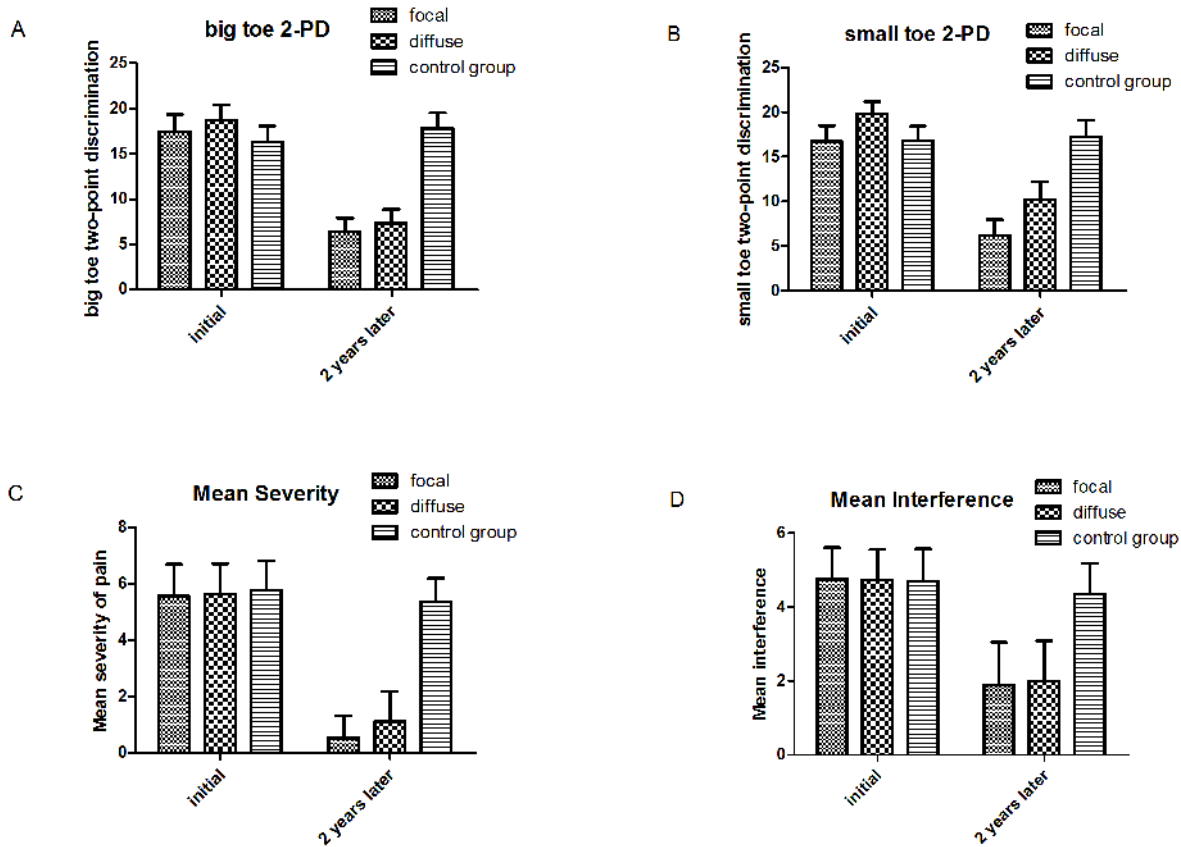 A
big toe 2-PD
focal
diffuse
control group
big toe two-point discrimination
25
20
15
10
5
0
initial
2 years later
B
small toe 2-PD
focal
diffuse
control group
small toe two-point discrimination
25
20
15
10
5
0
initial
2 years later
C
Mean Severity
focal
diffuse
control group
Mean severity of pain
8
6
4
2
0
initial
2 years later
D
Mean Interference
focal
diffuse
control group
Mean interference
6
4
2
0
initial
2 years later